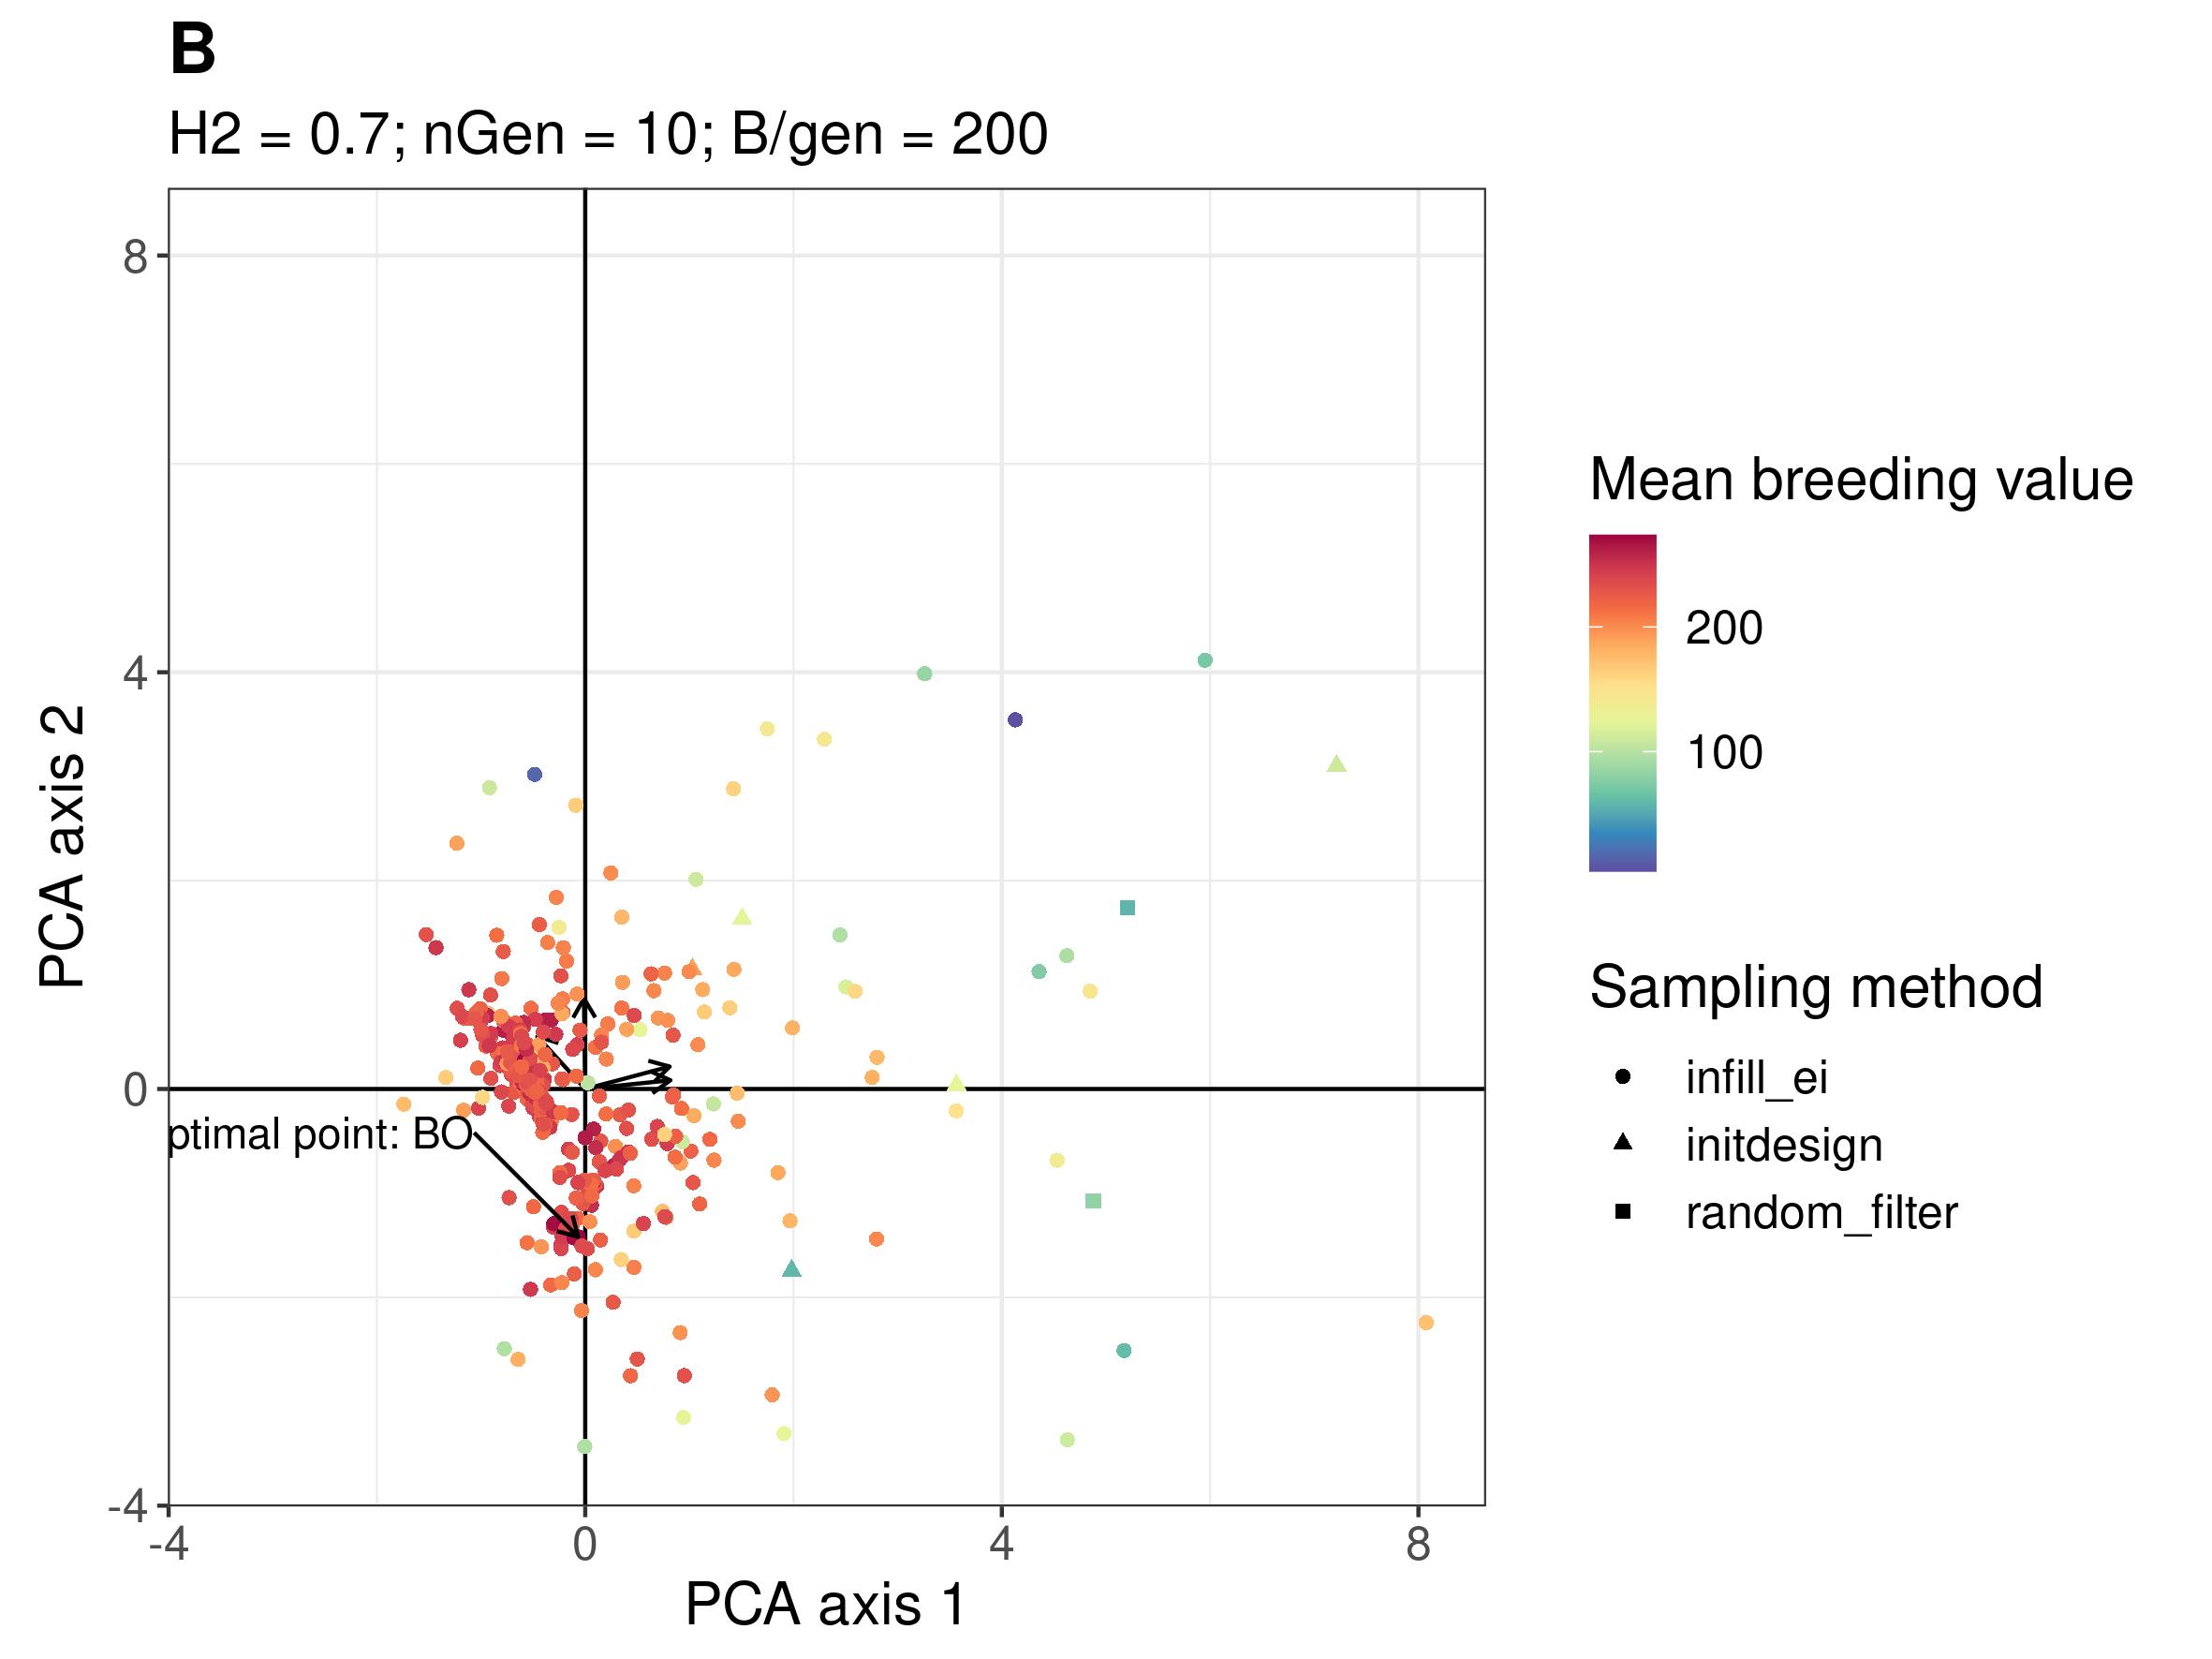 B
H2 = 0.7; nGen = 10; B/gen = 200
8
4
0
-4
PCA axis 2
ptimal point: BO
-4
0
4
8
PCA axis 1
Mean breeding value
200
100
Sampling method
infill_ei
initdesign
random_filter